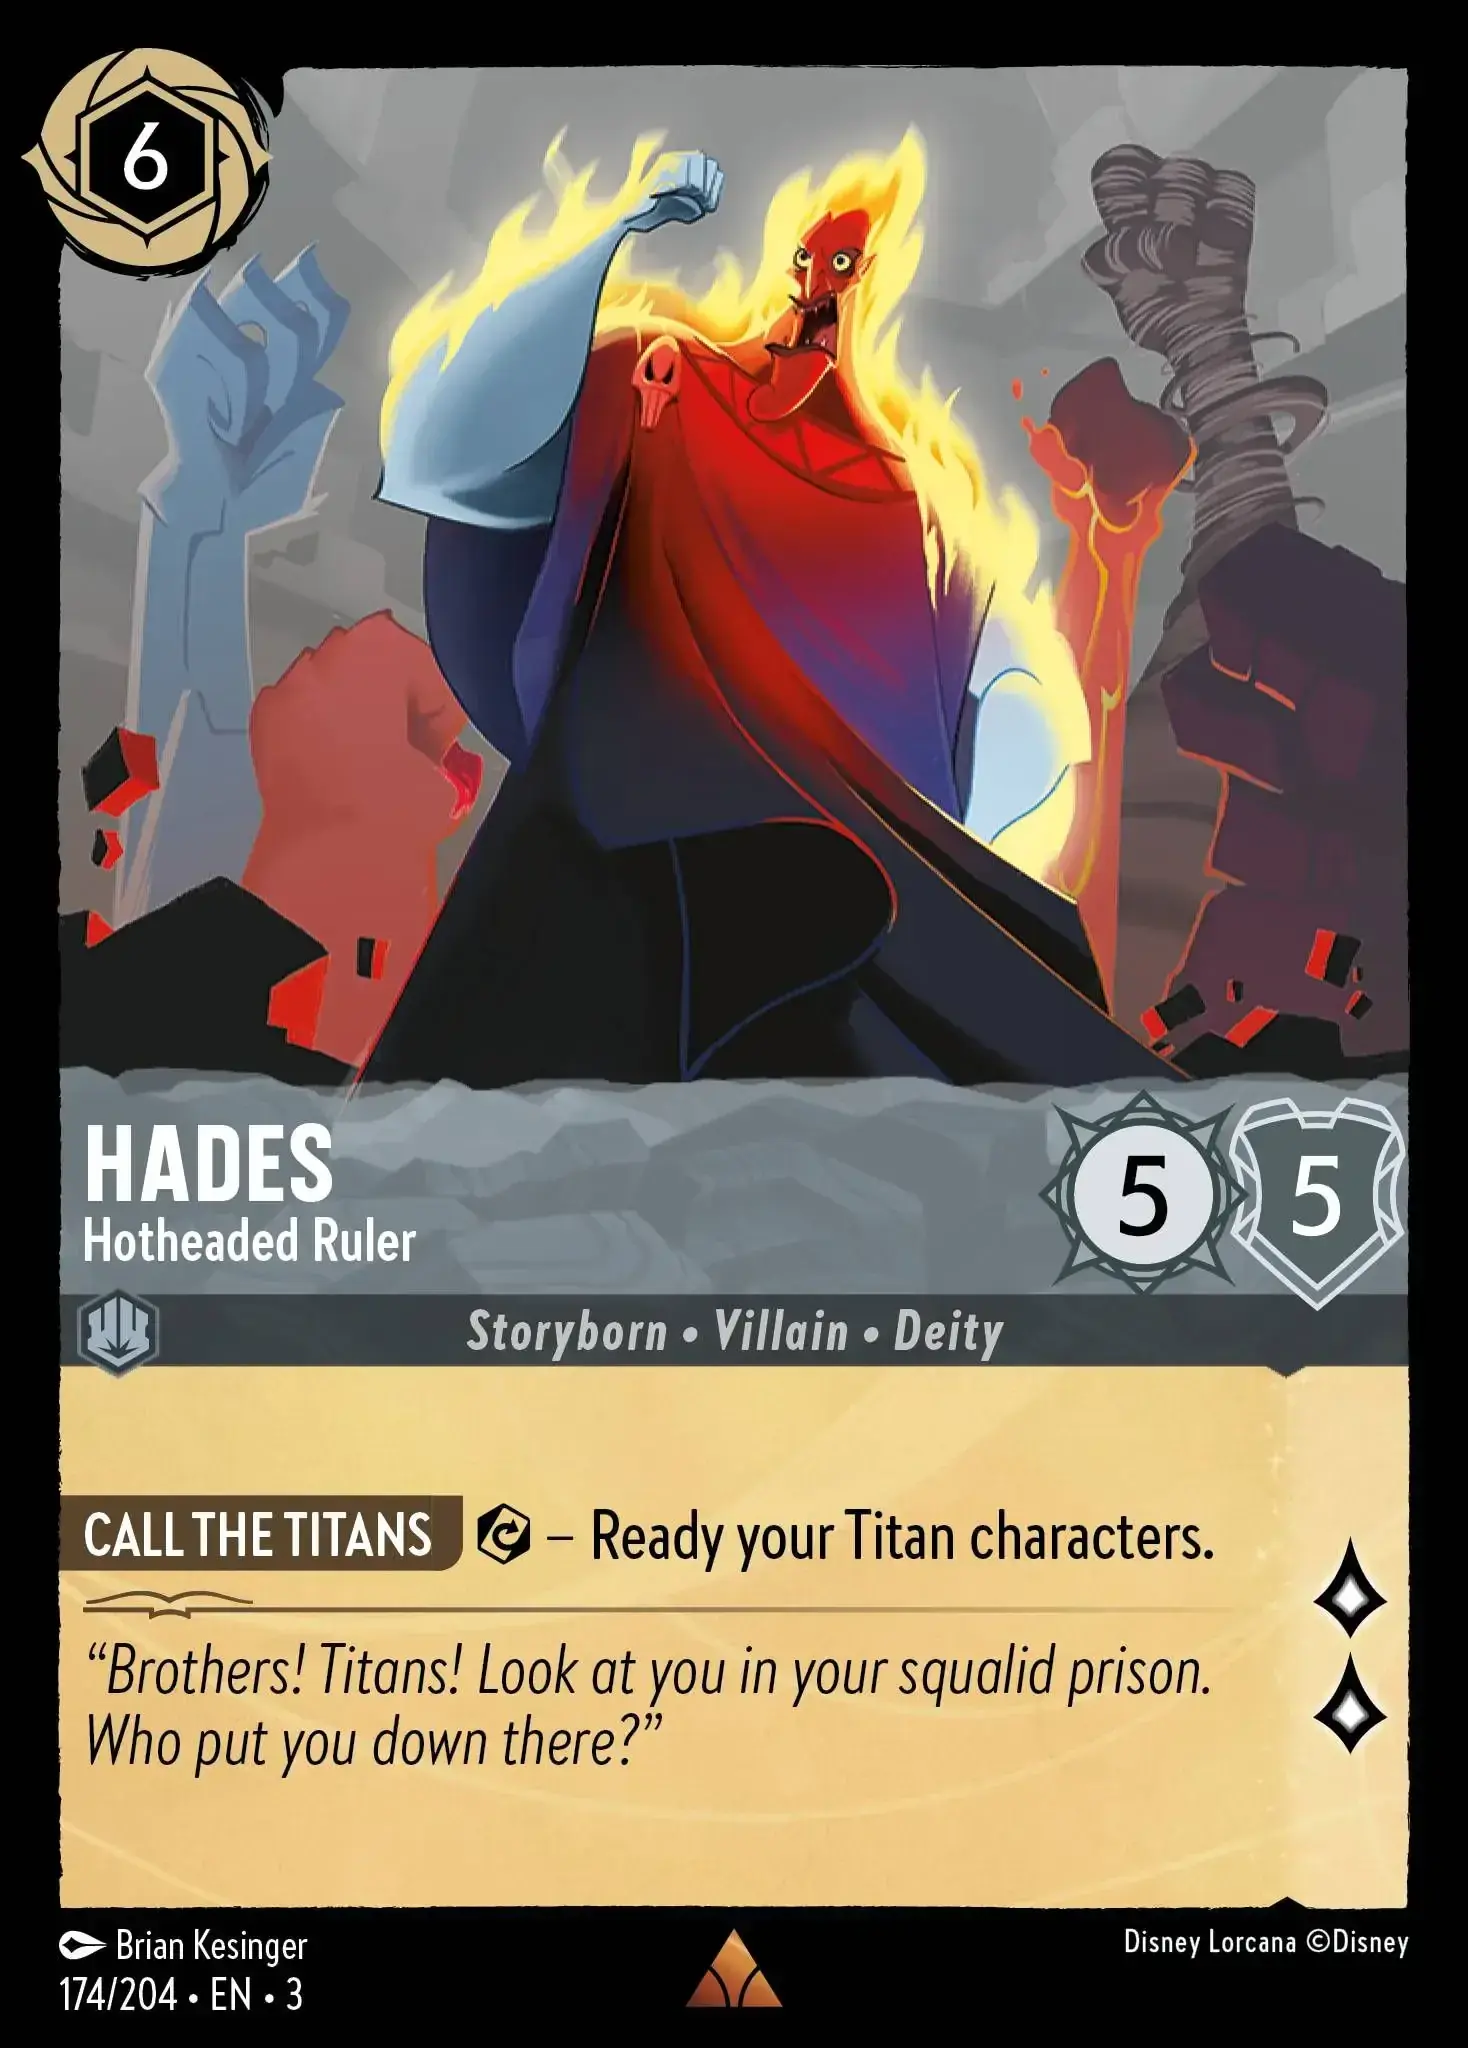 6
HADES
Hotheaded Ruler
5
5
Storyborn • Villain • Deity
CALL THE TITANS – Ready your Titan characters.
“Brothers! Titans! Look at you in your squalid prison.
Who put you down there?”
Brian Kesinger
Disney Lorcana ©Disney
174/204 • EN • 3